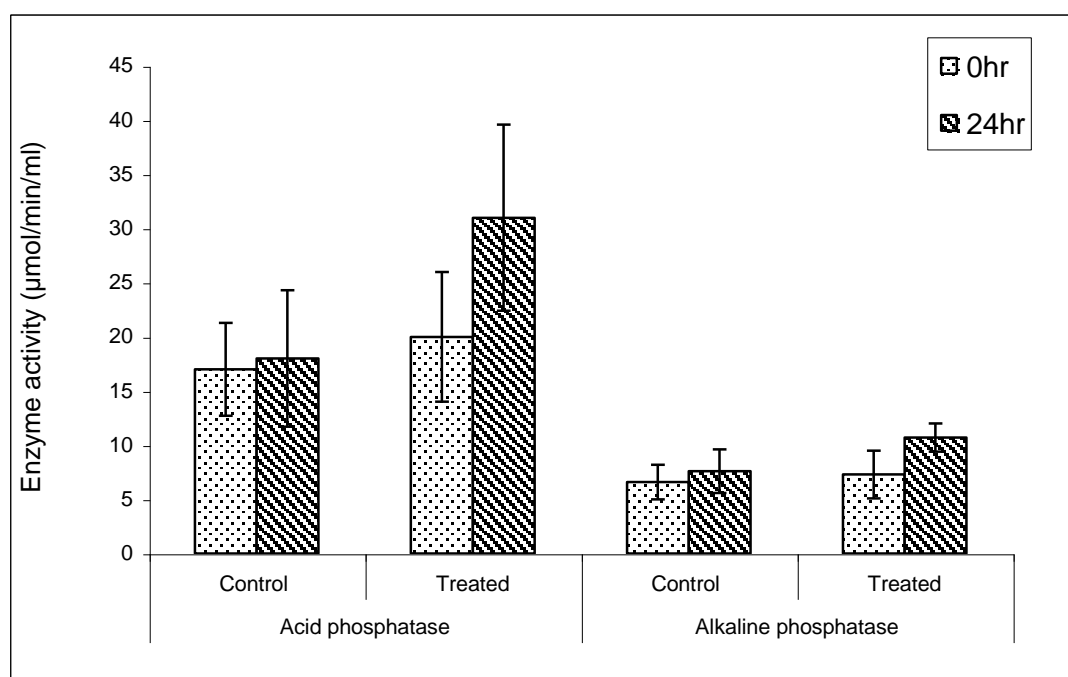 0hr
24hr
45
40
35
30
25
20
15
10
5
0
Enzyme activity (µmol/min/ml)
Control Treated Control Treated
Acid phosphatase Alkaline phosphatase